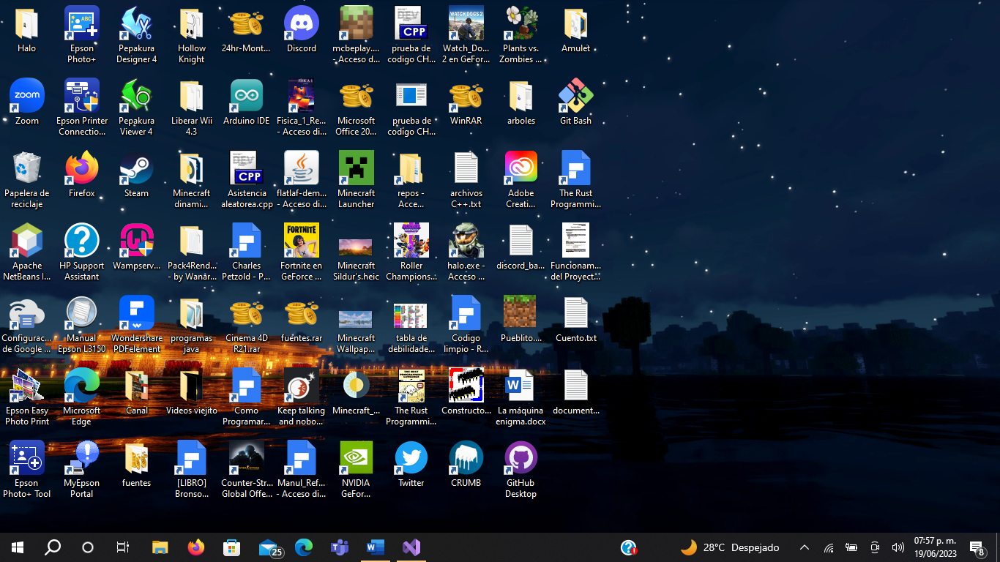 Halo
Epson
Photo+
Pepakura
Designer 4
Hollow
Knight
24hr-Mont...
Discord
mcbeplay....
- Acceso d...
prueba de
codigo CH...
Watch_Do...
2 en GeFor...
Plants vs.
Zombies ...
Amulet
Zoom
Epson Printer
Connectio...
Pepakura
Viewer 4
Liberar Wii
4.3
Arduino IDE
Fisica_1_Re...
- Acceso di...
Microsoft
Office 20...
prueba de
codigo CH...
WinRAR
arboles
Git Bash
Papelera de
reciclaje
Firefox
Steam
Minecraft
dinami...
Asistencia
aleatorea.cpp
flatlaf-dem...
- Acceso di...
Minecraft
Launcher
repos -
Acce...
archivos
C++.txt
Adobe
Creati...
The Rust
Programmi...
Apache
NetBeans I...
HP Support
Assistant
Wampserv...
Pack4Rend...
- by Wanâr...
Charles
Petzold - P...
Fortnite en
GeForce ...
Minecraft
Sildur's.heic
Roller
Champions...
halo.exe -
Acceso ...
discord_ba...
Funcionam...
del Proyect...
Configurac...
de Google ...
Manual
Epson L3150
Wondershare
PDFelement
programas
java
Cinema 4D
R21.rar
fuentes.rar
Minecraft
Wallpap...
tabla de
debilidade...
Codigo
limpio - R...
Pueblito....
Cuento.txt
Epson Easy
Photo Print
Microsoft
Edge
Canal
Videos viejito
Como
Programar...
Keep talking
and nobo...
Minecraft_...
The Rust
Programmi...
Constructo...
La máquina
enigma.docx
document...
Epson
Photo+ Tool
MyEpson
Portal
fuentes
[LIBRO]
Bronso...
Counter-Str...
Global Offe...
Manul_Ref...
- Acceso di...
NVIDIA
GeFor...
Twitter
CRUMB
GitHub
Desktop
25
28°C Despejado
07:57 p. m.
19/06/2023
8